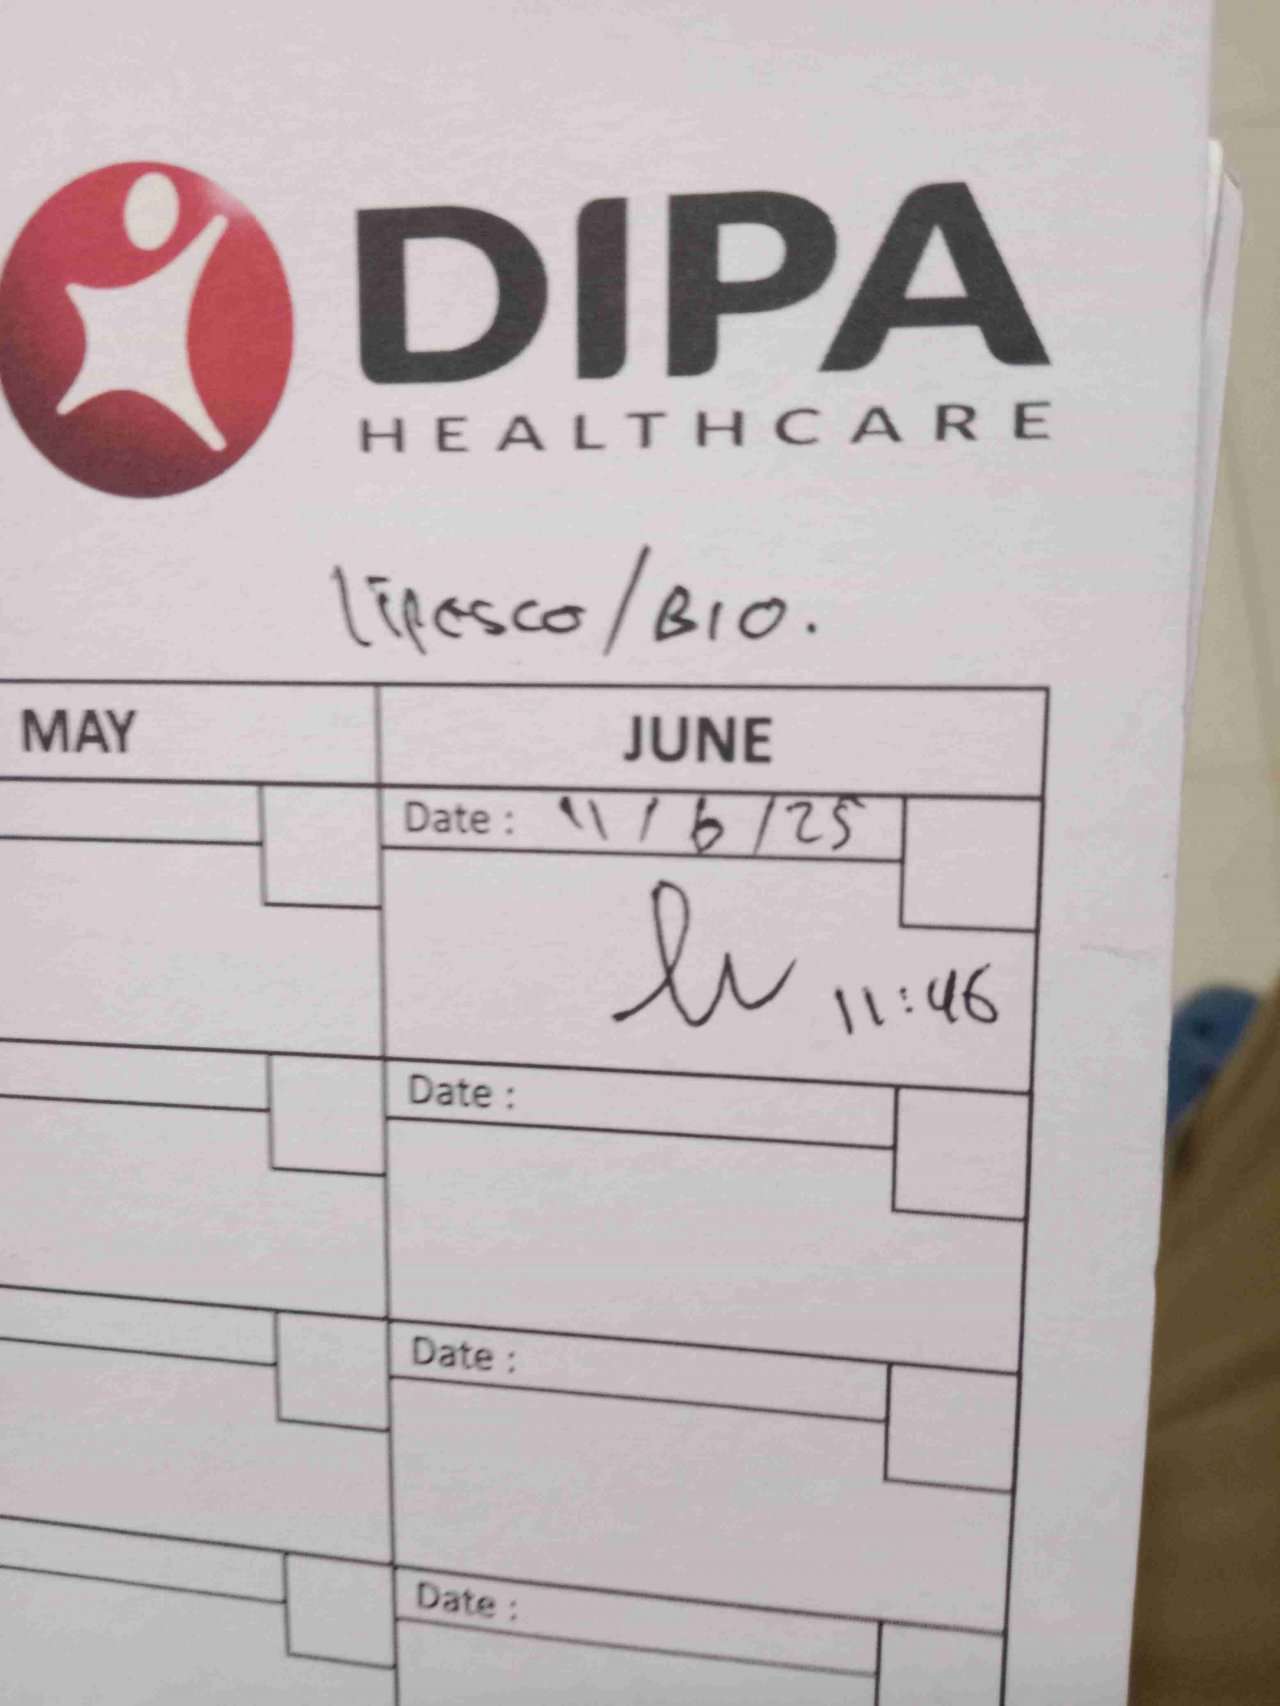 DIPA
HEALTHCARE
lipesco/BIO.
MAY
JUNE
Date : 11/6/25
11:46
Date :
Date :
Date :